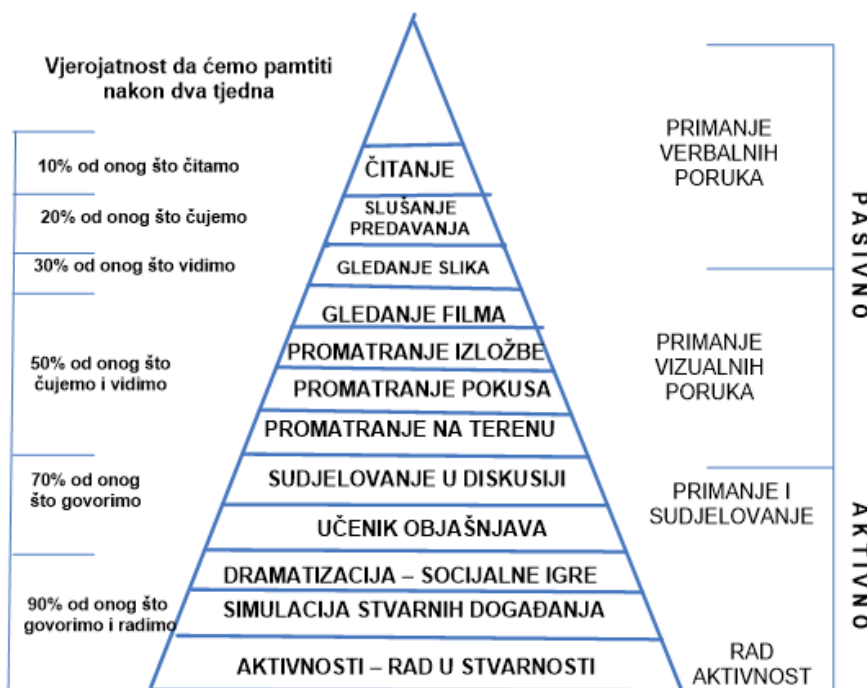 Vjerojatnost da ćemo pamtiti
nakon dva tjedna
10% od onog što čitamo
20% od onog što čujemo
30% od onog što vidimo
50% od onog što
čujemo i vidimo
70% od onog
što govorimo
90% od onog što
govorimo i radimo
ČITANJE
SLUŠANJE
PREDAVANJA
GLEDANJE SLIKA
GLEDANJE FILMA
PROMATRANJE IZLOŽBE
PROMATRANJE POKUSA
PROMATRANJE NA TERENU
SUDJELOVANJE U DISKUSIJI
UČENIK OBJAŠNJAVA
DRAMATIZACIJA – SOCIJALNE IGRE
SIMULACIJA STVARNIH DOGAĐANJA
AKTIVNOSTI – RAD U STVARNOSTI
PRIMANJE
VERBALNIH
PORUKA
PRIMANJE
VIZUALNIH
PORUKA
PRIMANJE I
SUDJELOVANJE
RAD
AKTIVNOST
PASIVNO
AKTIVNO